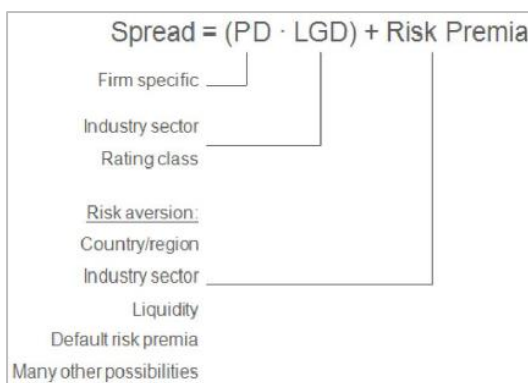 Spread = (PD · LGD) + Risk Premia
Firm specific
Industry sector
Rating class
Risk aversion:
Country/region
Industry sector
Liquidity
Default risk premia
Many other possibilities